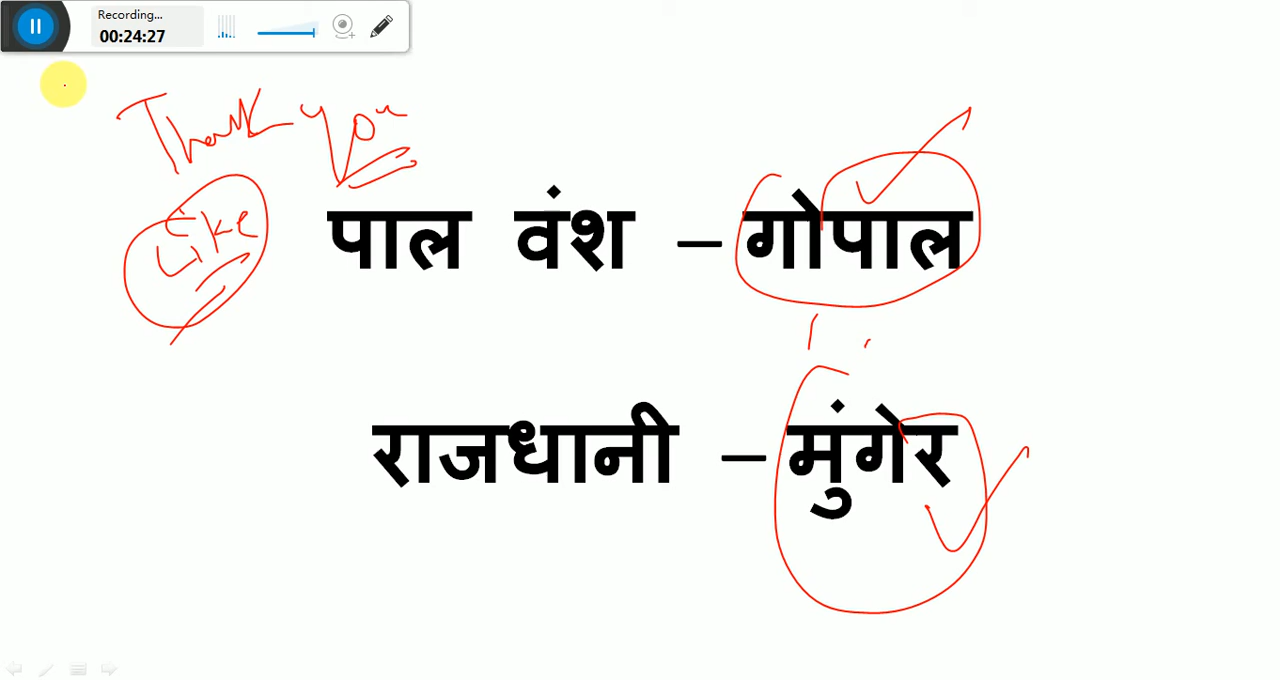 Recording...
00:24:27
Thank you
Like
पाल वंश – गोपाल
राजधानी – मुंगेर